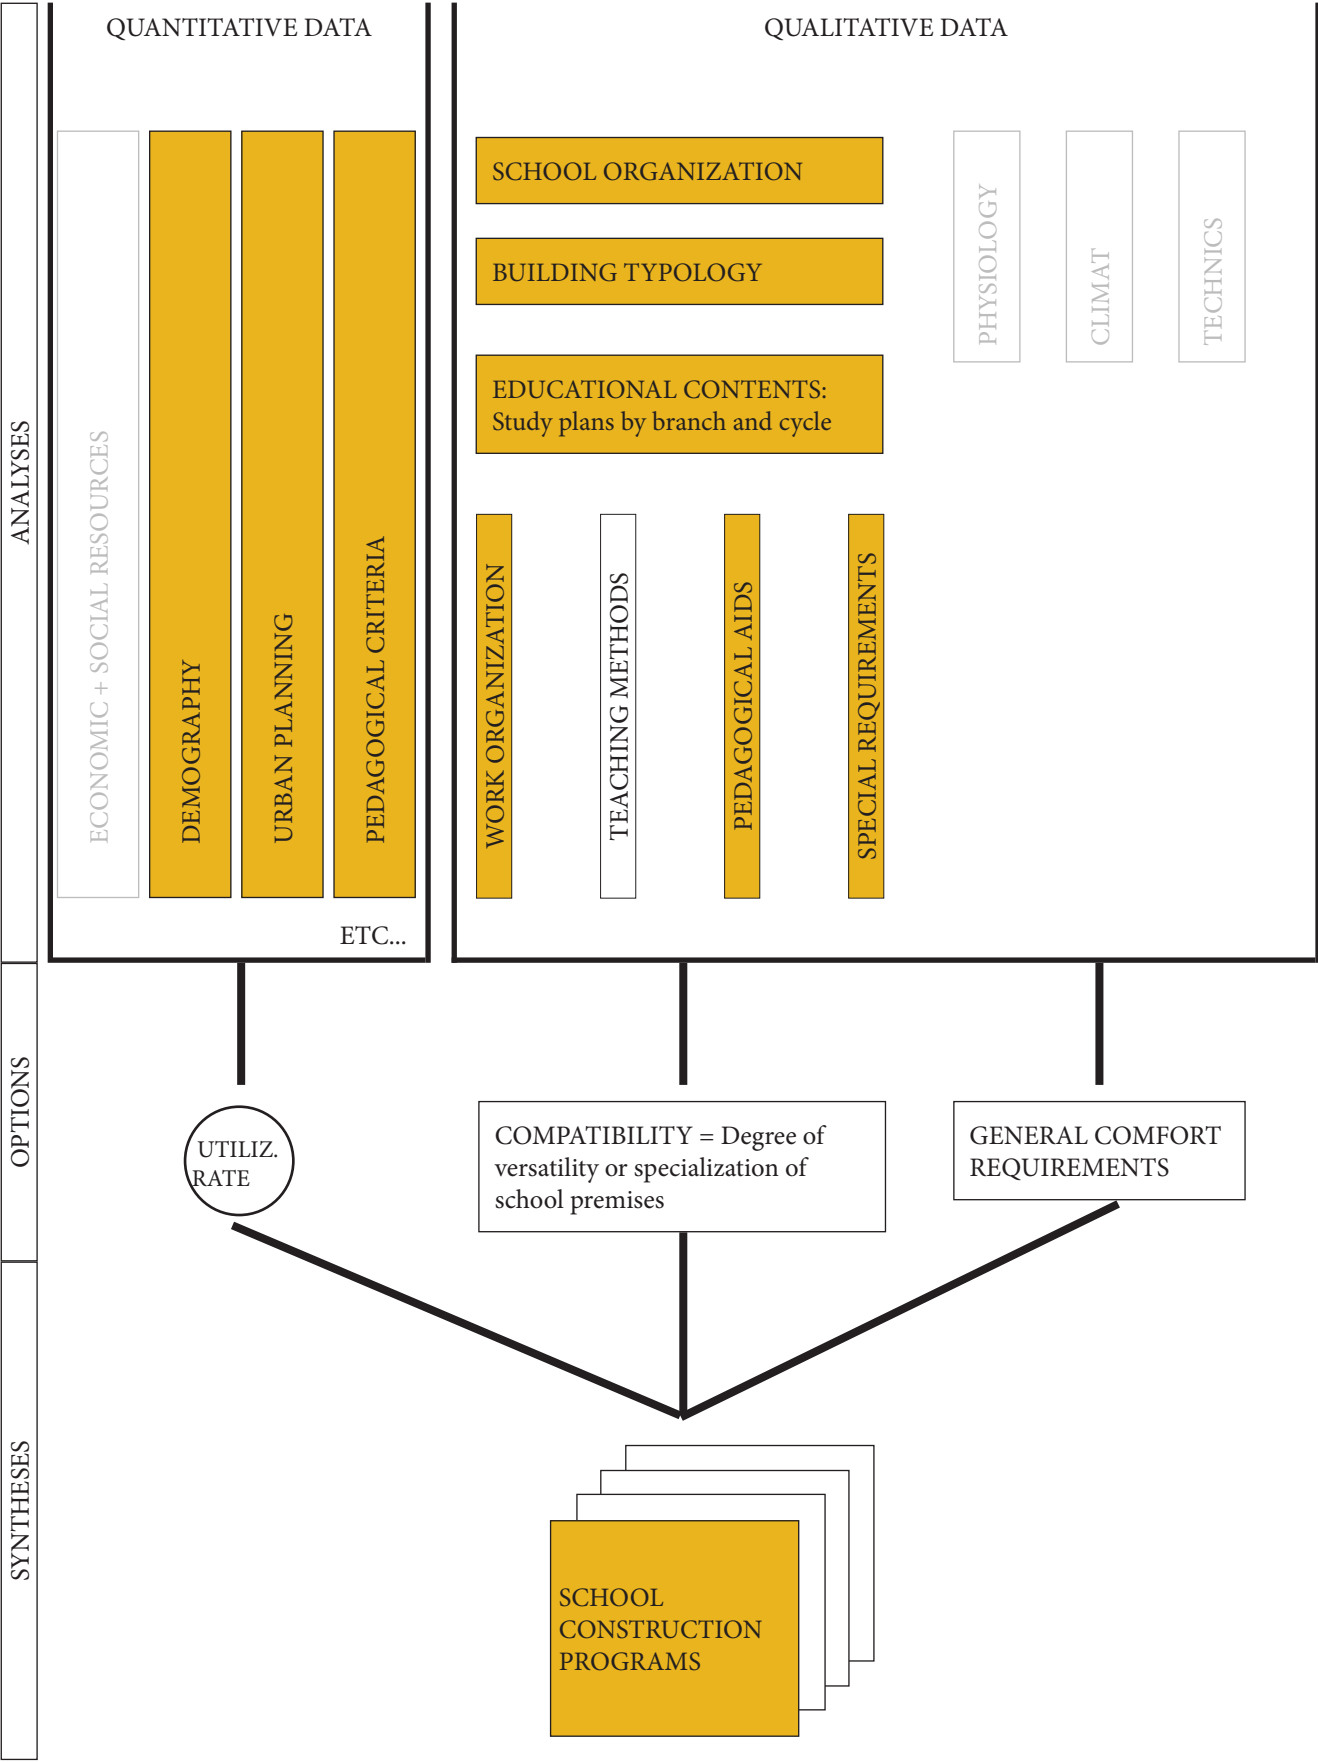 QUANTITATIVE DATA
QUALITATIVE DATA
ANALYSES
ECONOMIC + SOCIAL RESOURCES
DEMOGRAPHY
URBAN PLANNING
PEDAGOGICAL CRITERIA
ETC...
SCHOOL ORGANIZATION
BUILDING TYPOLOGY
EDUCATIONAL CONTENTS:
Study plans by branch and cycle
WORK ORGANIZATION
TEACHING METHODS
PEDAGOGICAL AIDS
SPECIAL REQUIREMENTS
PHYSIOLOGY
CLIMAT
TECHNICS
OPTIONS
UTILIZ.
RATE
COMPATIBILITY = Degree of
versatility or specialization of
school premises
GENERAL COMFORT
REQUIREMENTS
SYNTHESES
SCHOOL
CONSTRUCTION
PROGRAMS